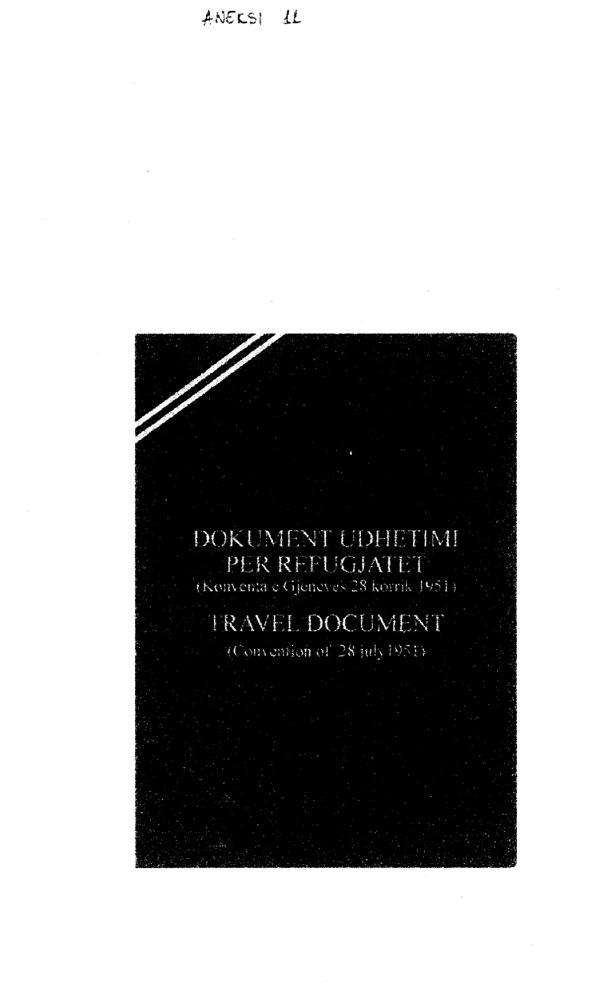 ANEKSI 11
DOKUMENT UDHETIMI
PER REFUGJATET
(Konventa e Gjeneves 28 korrik 1951)
TRAVEL DOCUMENT
(Convention of 28 july 1951)